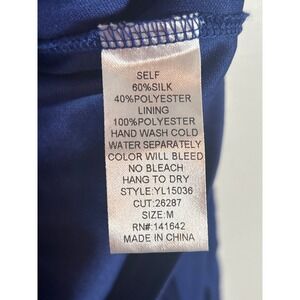 SELF
60%SILK
40%POLYESTER
LINING
100%POLYESTER
HAND WASH COLD
WATER SEPARATELY
COLOR WILL BLEED
NO BLEACH
HANG TO DRY
STYLE:YL15036
CUT:26287
SIZE:M
RN#:141642
MADE IN CHINA